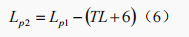 L_{p2} = L_{p1} − (TL + 6)（6）